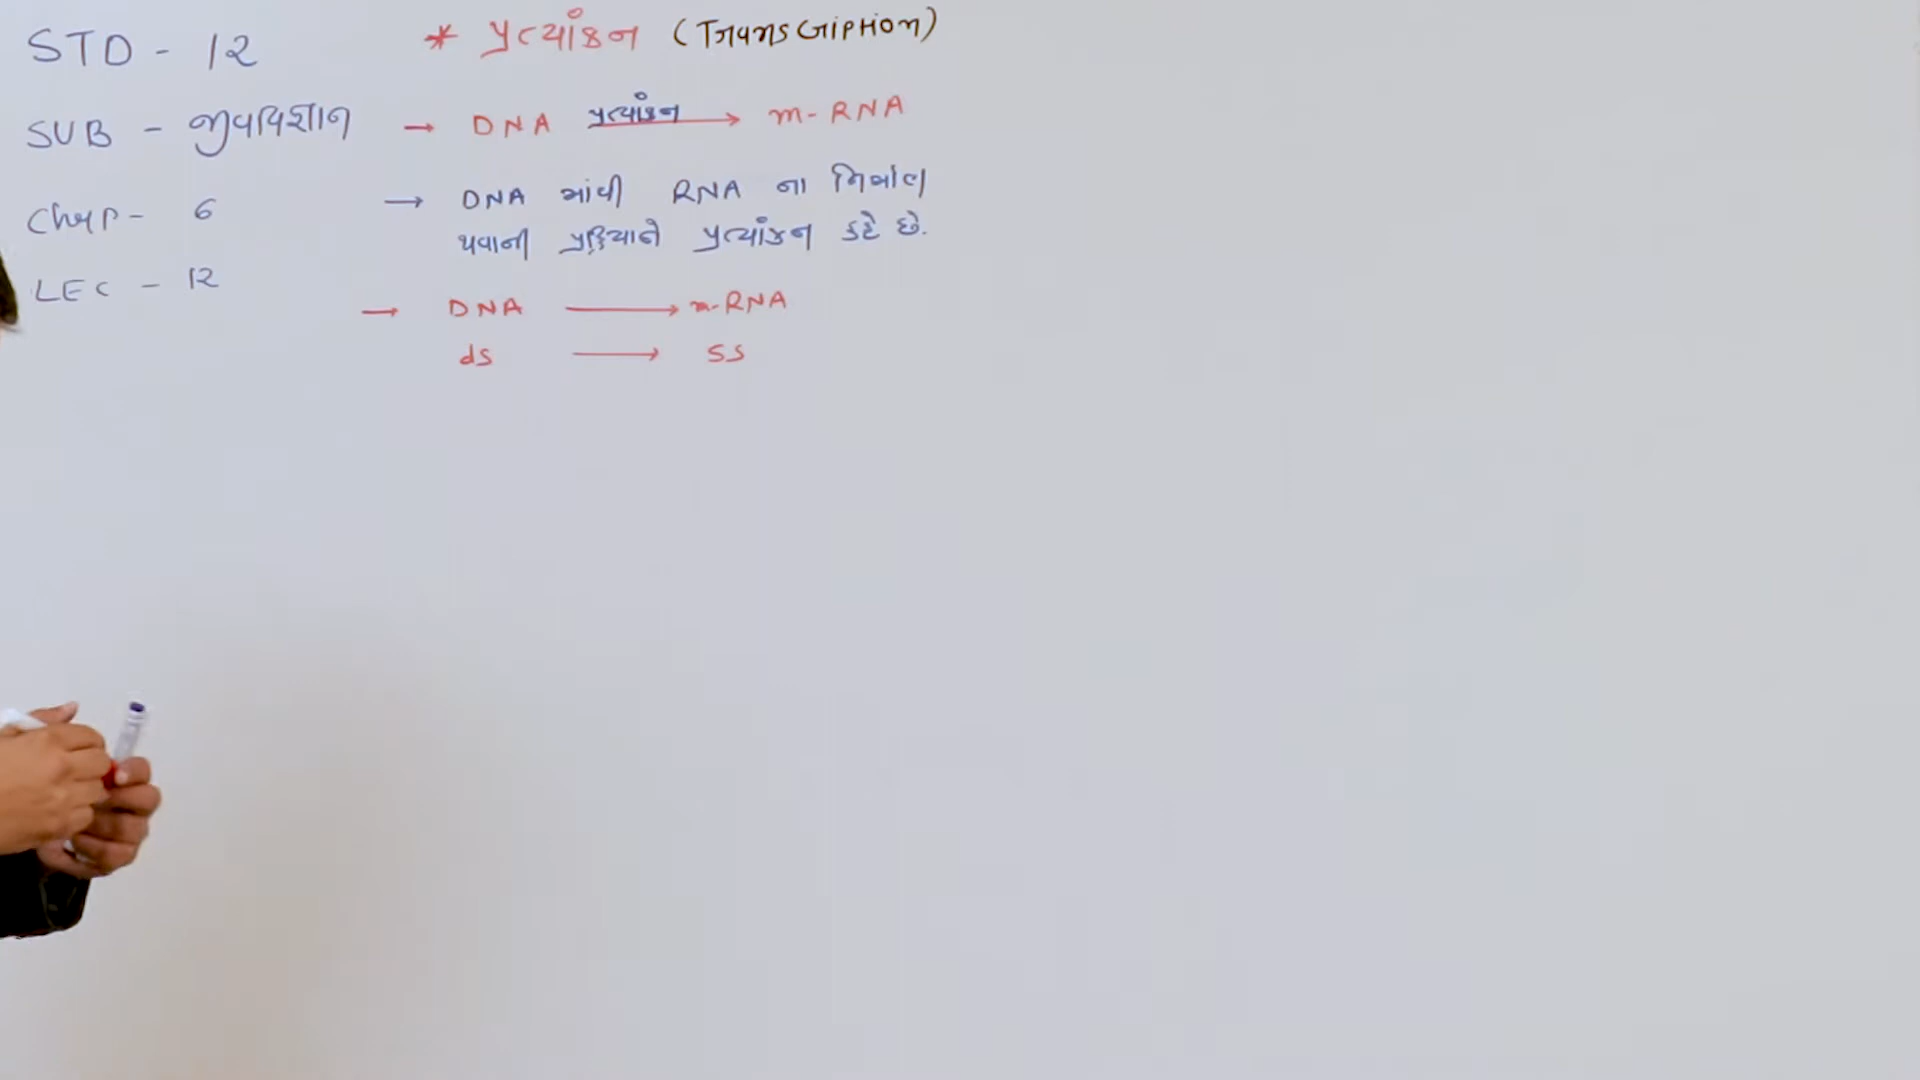 STD - 12
SUB - જીવવિજ્ઞાન
Chap - 6
LEC - 12
* પ્રત્યાંકન (Transcription)
→ DNA પ્રત્યાંકન → m-RNA
→ DNA માંથી RNA ના નિર્માણ
થવાની પ્રક્રિયાને પ્રત્યાંકન કહે છે.
→ DNA → m-RNA
ds → ss